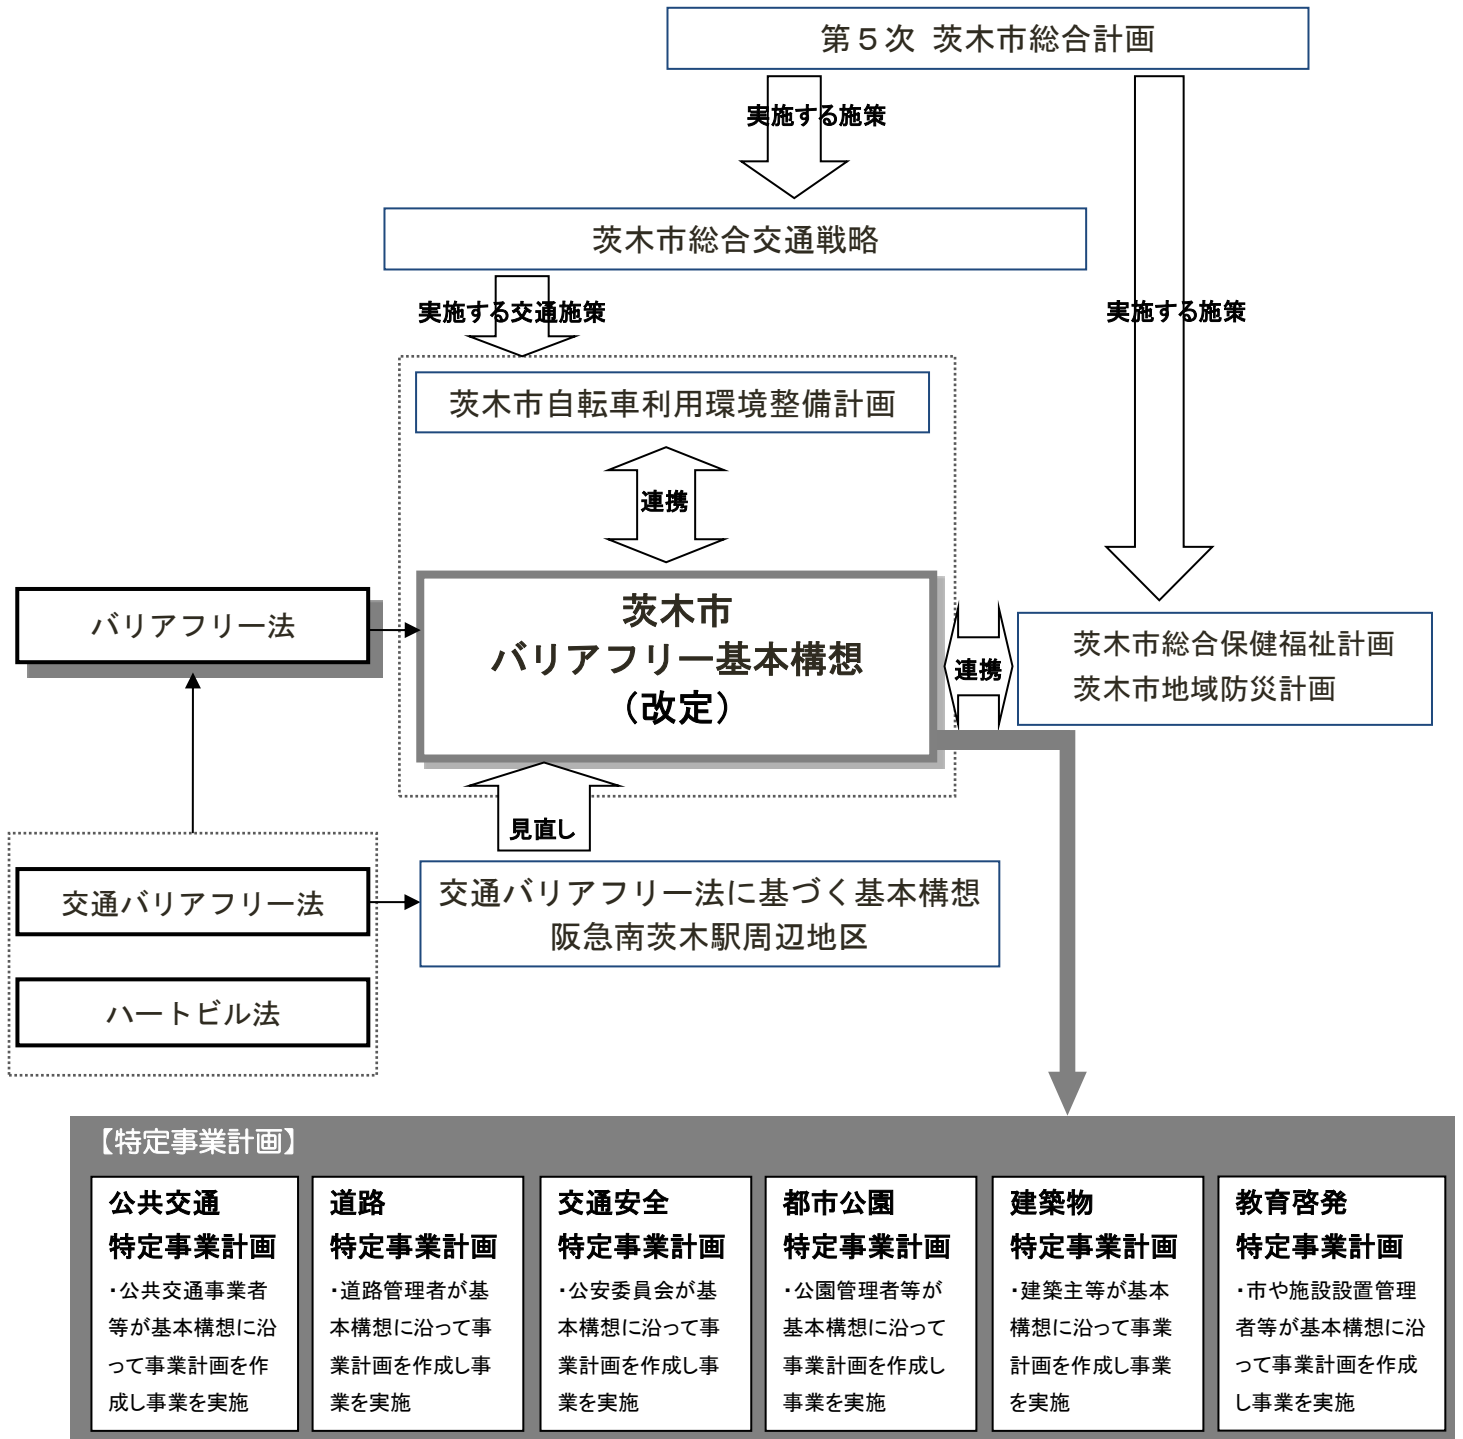 第５次 茨木市総合計画
実施する施策
茨木市総合交通戦略
実施する交通施策
実施する施策
茨木市自転車利用環境整備計画
連携
バリアフリー法
茨木市
バリアフリー基本構想
（改定）
連携
茨木市総合保健福祉計画
茨木市地域防災計画
見直し
交通バリアフリー法
交通バリアフリー法に基づく基本構想
阪急南茨木駅周辺地区
ハートビル法
【特定事業計画】
公共交通
特定事業計画
・公共交通事業者
等が基本構想に沿
って事業計画を作
成し事業を実施
道路
特定事業計画
・道路管理者が基
本構想に沿って事
業計画を作成し事
業を実施
交通安全
特定事業計画
・公安委員会が基
本構想に沿って事
業計画を作成し事
業を実施
都市公園
特定事業計画
・公園管理者等が
基本構想に沿って
事業計画を作成し
事業を実施
建築物
特定事業計画
・建築主等が基本
構想に沿って事業
計画を作成し事業
を実施
教育啓発
特定事業計画
・市や施設設置管理
者等が基本構想に沿
って事業計画を作成
し事業を実施